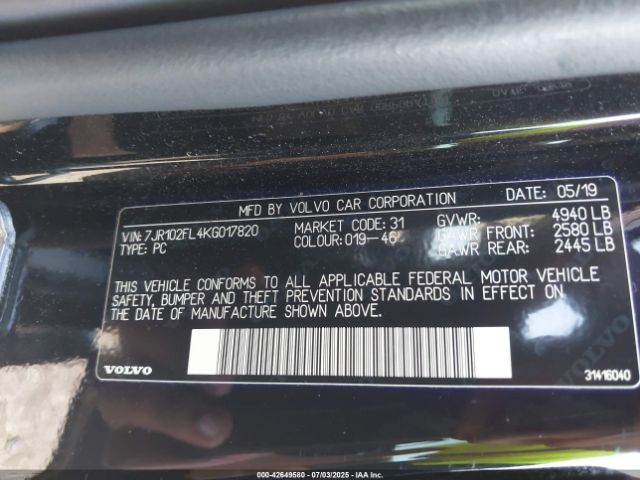 MFD BY VOLVO CAR CORPORATION DATE: 05/19
VIN: 7JR102FL4KG017820 MARKET CODE: 31 GVWR: 4940 LB
TYPE: PC COLOUR: 019-46 GAWR FRONT: 2580 LB
GAWR REAR: 2445 LB
THIS VEHICLE CONFORMS TO ALL APPLICABLE FEDERAL MOTOR VEHICLE
SAFETY, BUMPER AND THEFT PREVENTION STANDARDS IN EFFECT ON
THE DATE OF MANUFACTURE SHOWN ABOVE.
VOLVO 31416040
VOLVO
000-42649580 - 07/03/2025 - IAA Inc.